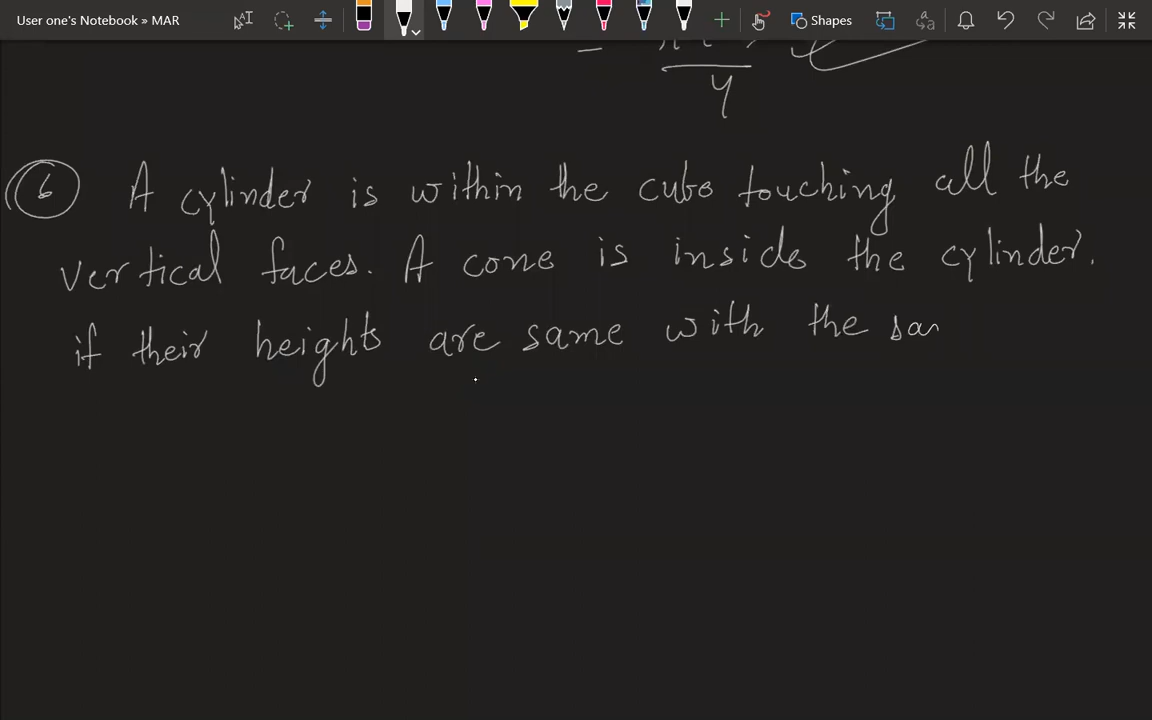 User one's Notebook » MAR
Shapes
4
6 A cylinder is within the cube touching all the
vertical faces. A cone is inside the cylinder.
if their heights are same with the